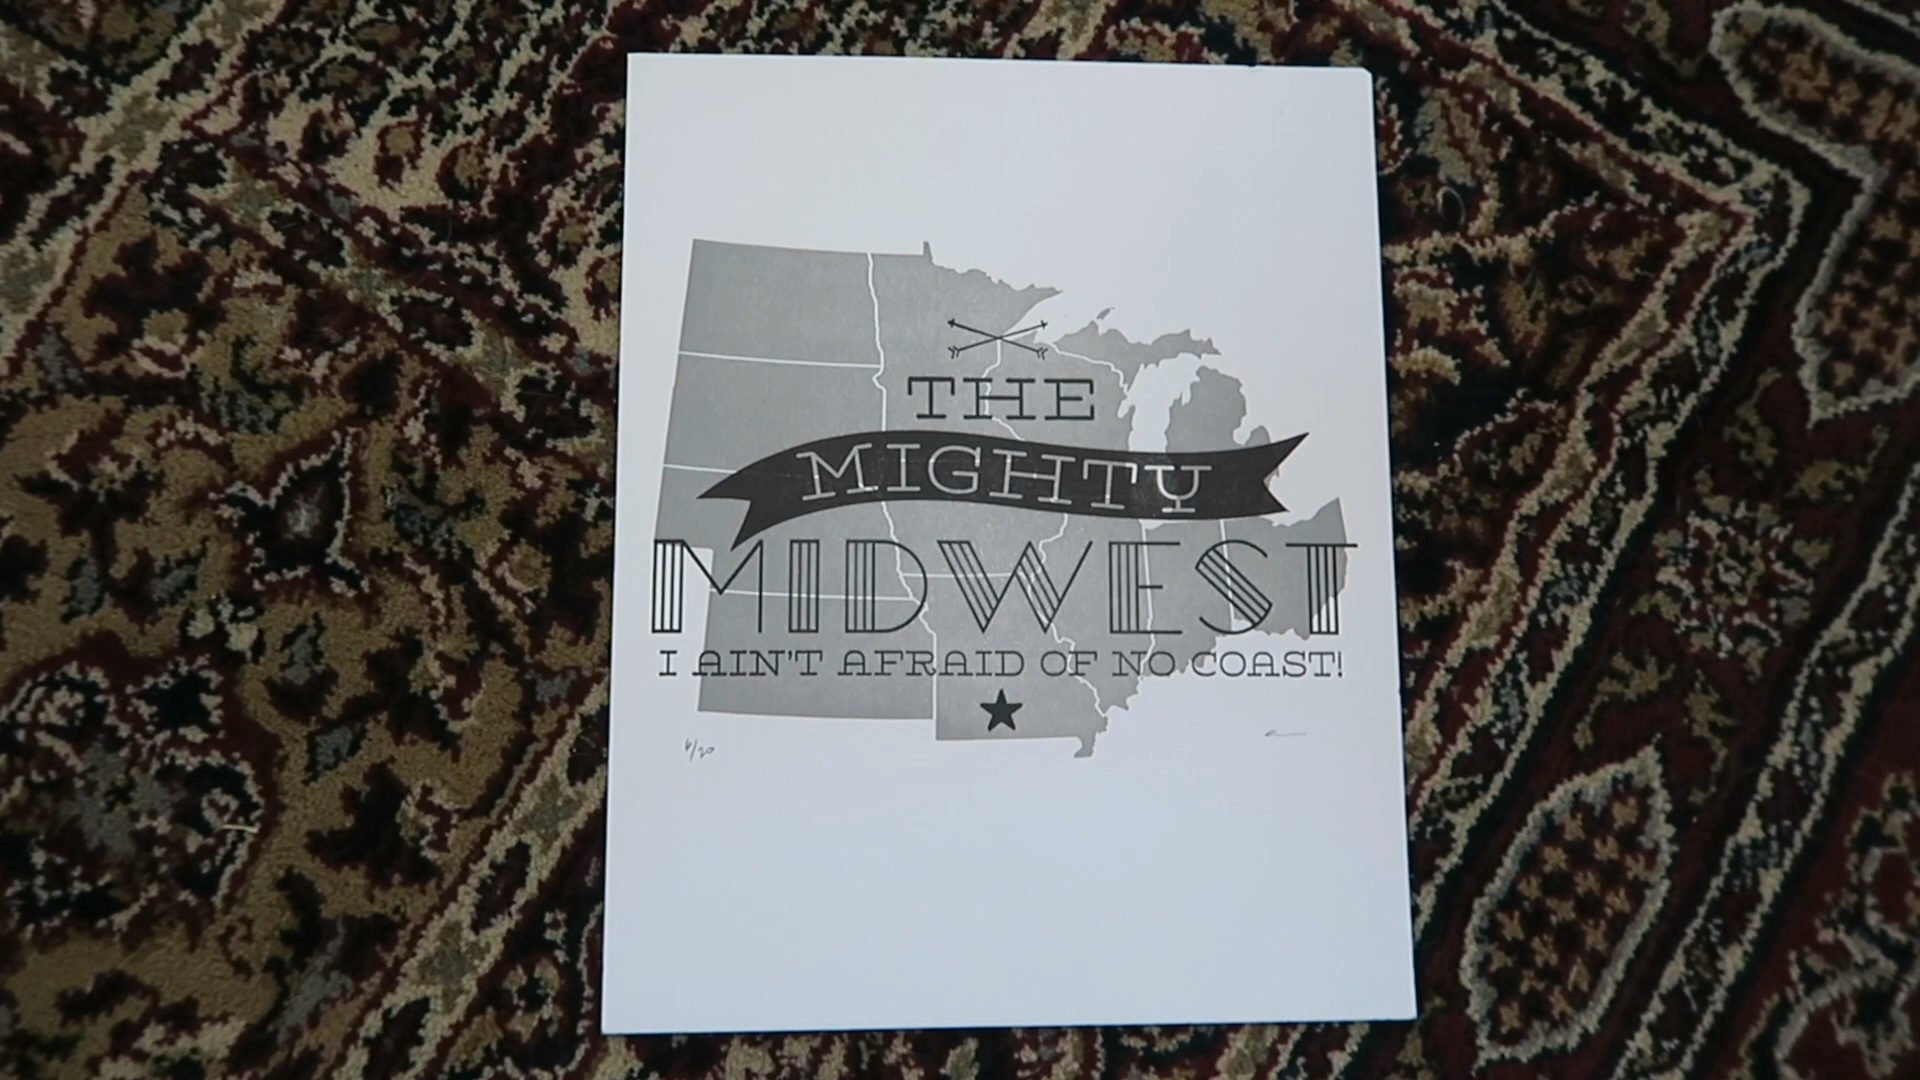 THE
MIGHTY
MIDWEST
I AIN'T AFRAID OF NO COAST!